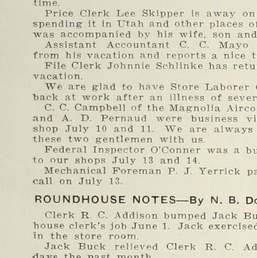 time.
Price Clerk Lee Skipper is away on
spending it in Utah and other places o
was accompanied by his wife, son and
Assistant Accountant C. C. Mayo
from his vacation and reports a nice t
File Clerk Johnnie Schlinke has retu
vacation.
We are glad to have Store Laborer
back at work after an illness of sever
C. C. Campbell of the Magnolia Airco
and A. D. Pernaud were business vi
shop July 10 and 11. We are always
these two gentlemen with us.
Federal Inspector O'Conner was a bu
to our shops July 13 and 14.
Mechanical Foreman P. J. Yerrick pa
call on July 13.
ROUNDHOUSE NOTES—By N. B. Do
Clerk R. C. Addison bumped Jack Bu
house clerk's job June 1. Jack exercised
in the store room.
Jack Buck relieved Clerk R. C. Ad
days the past month.